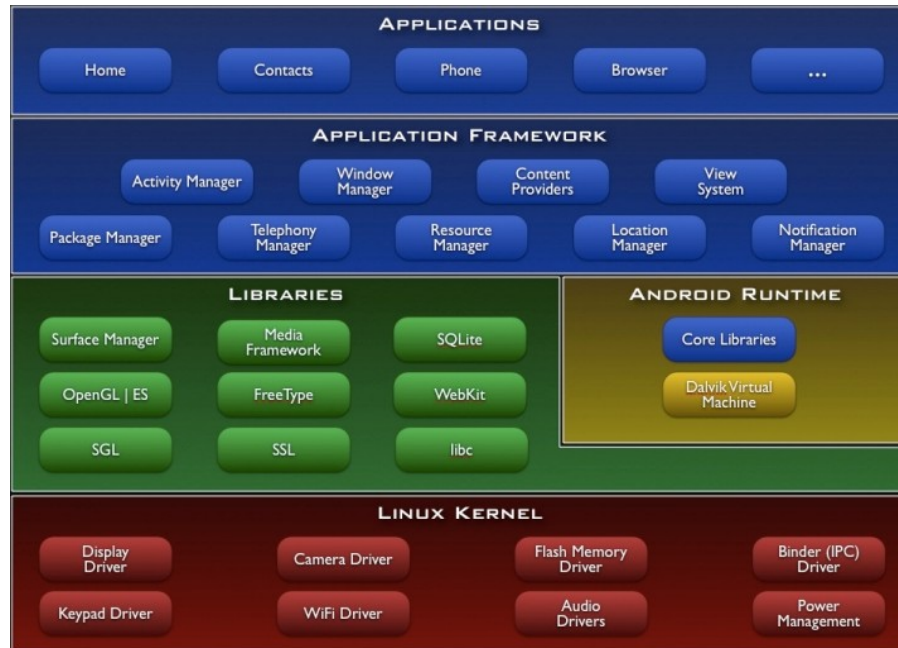 APPLICATIONS
Home
Contacts
Phone
Browser
...
APPLICATION FRAMEWORK
Activity Manager
Window
Manager
Content
Providers
View
System
Package Manager
Telephony
Manager
Resource
Manager
Location
Manager
Notification
Manager
LIBRARIES
Surface Manager
Media
Framework
SQLite
OpenGL | ES
FreeType
WebKit
SGL
SSL
libc
ANDROID RUNTIME
Core Libraries
Dalvik Virtual
Machine
LINUX KERNEL
Display
Driver
Camera Driver
Flash Memory
Driver
Binder (IPC)
Driver
Keypad Driver
WiFi Driver
Audio
Drivers
Power
Management